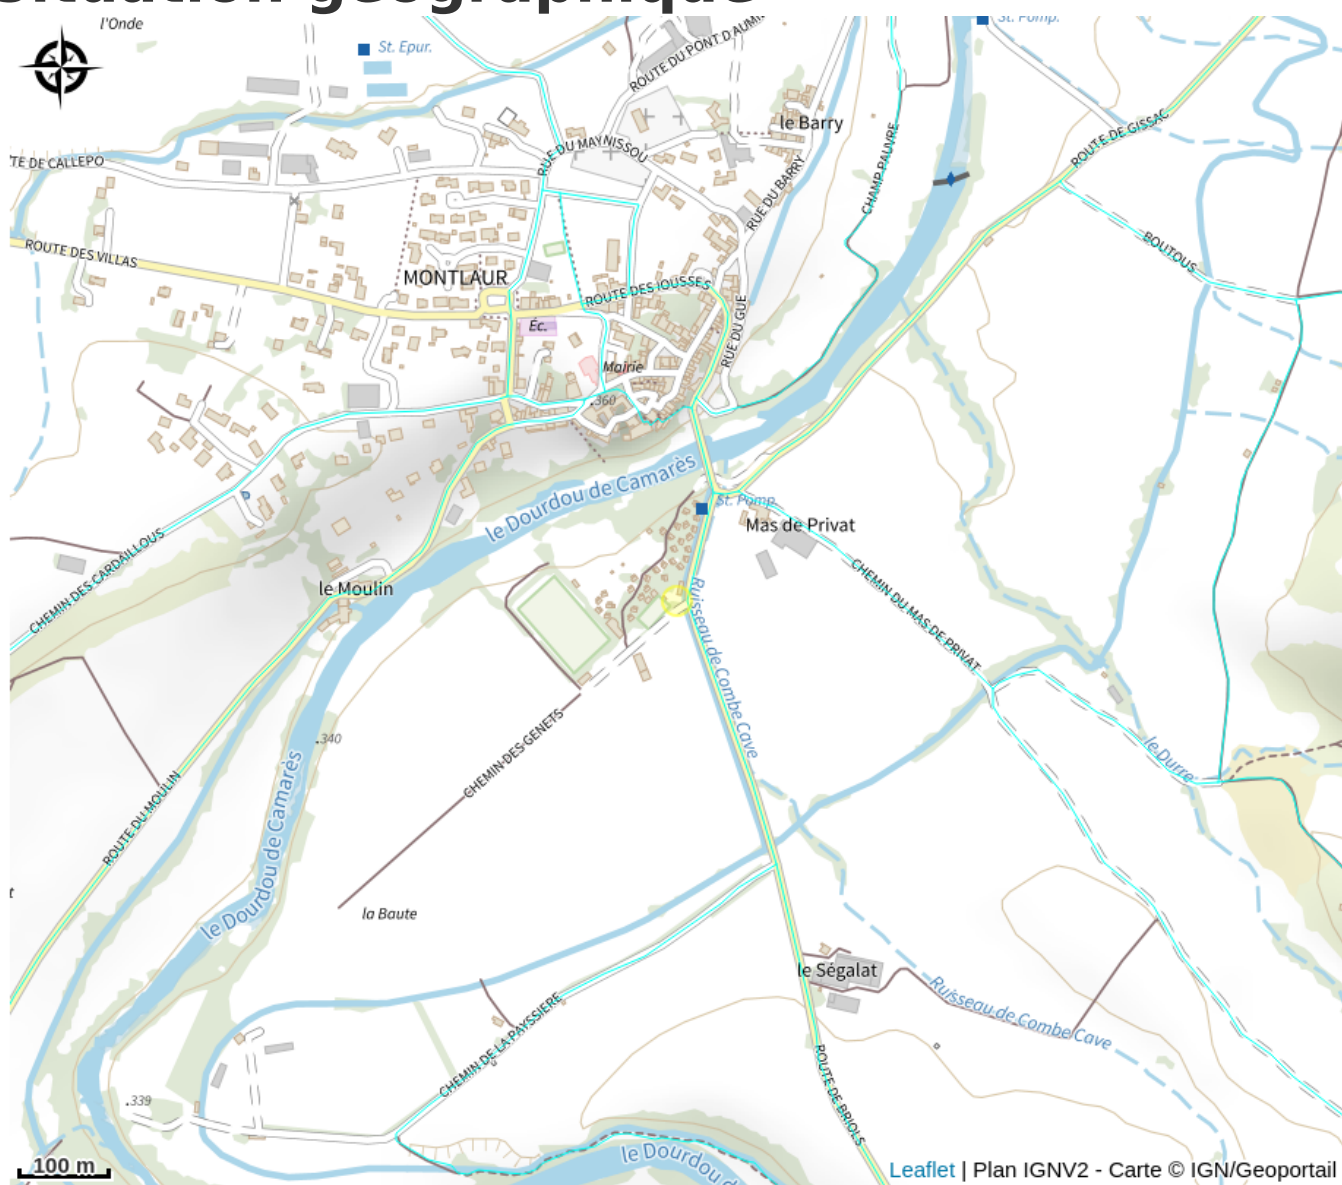 situation géographique
l'Onde
St. Epur.
ROUTE DU PONT D'AUMI
St. Pomp.
le Barry
ROUTE DE GISSAC
RUE DU MAYNISSOU
CHAMP PAUVRE
TE DE CALLEPO
RUE DU BARRY
ROUTE DES VILLAS
BOUTOUS
MONTLAUR
ROUTE DES IOUSSES
Éc.
RUE DU GUE
Mairie
.360
le Dourdou de Camarès
St. Pomp.
Mas de Privat
CHEMIN DES CARDAILLOUS
le Moulin
CHEMIN DU MAS DE PRIVAT
Ruisseau de Combe Cave
.340
CHEMIN DES GENETS
le Durre
ROUTE DU MOULIN
le Dourdou de Camarès
la Baute
le Ségalat
Ruisseau de Combe Cave
CHEMIN DE LA PAYSSIERE
ROUTE DE BRIOLS
.339
le Dourdou d
100 m
Leaflet | Plan IGNV2 - Carte © IGN/Geoportail